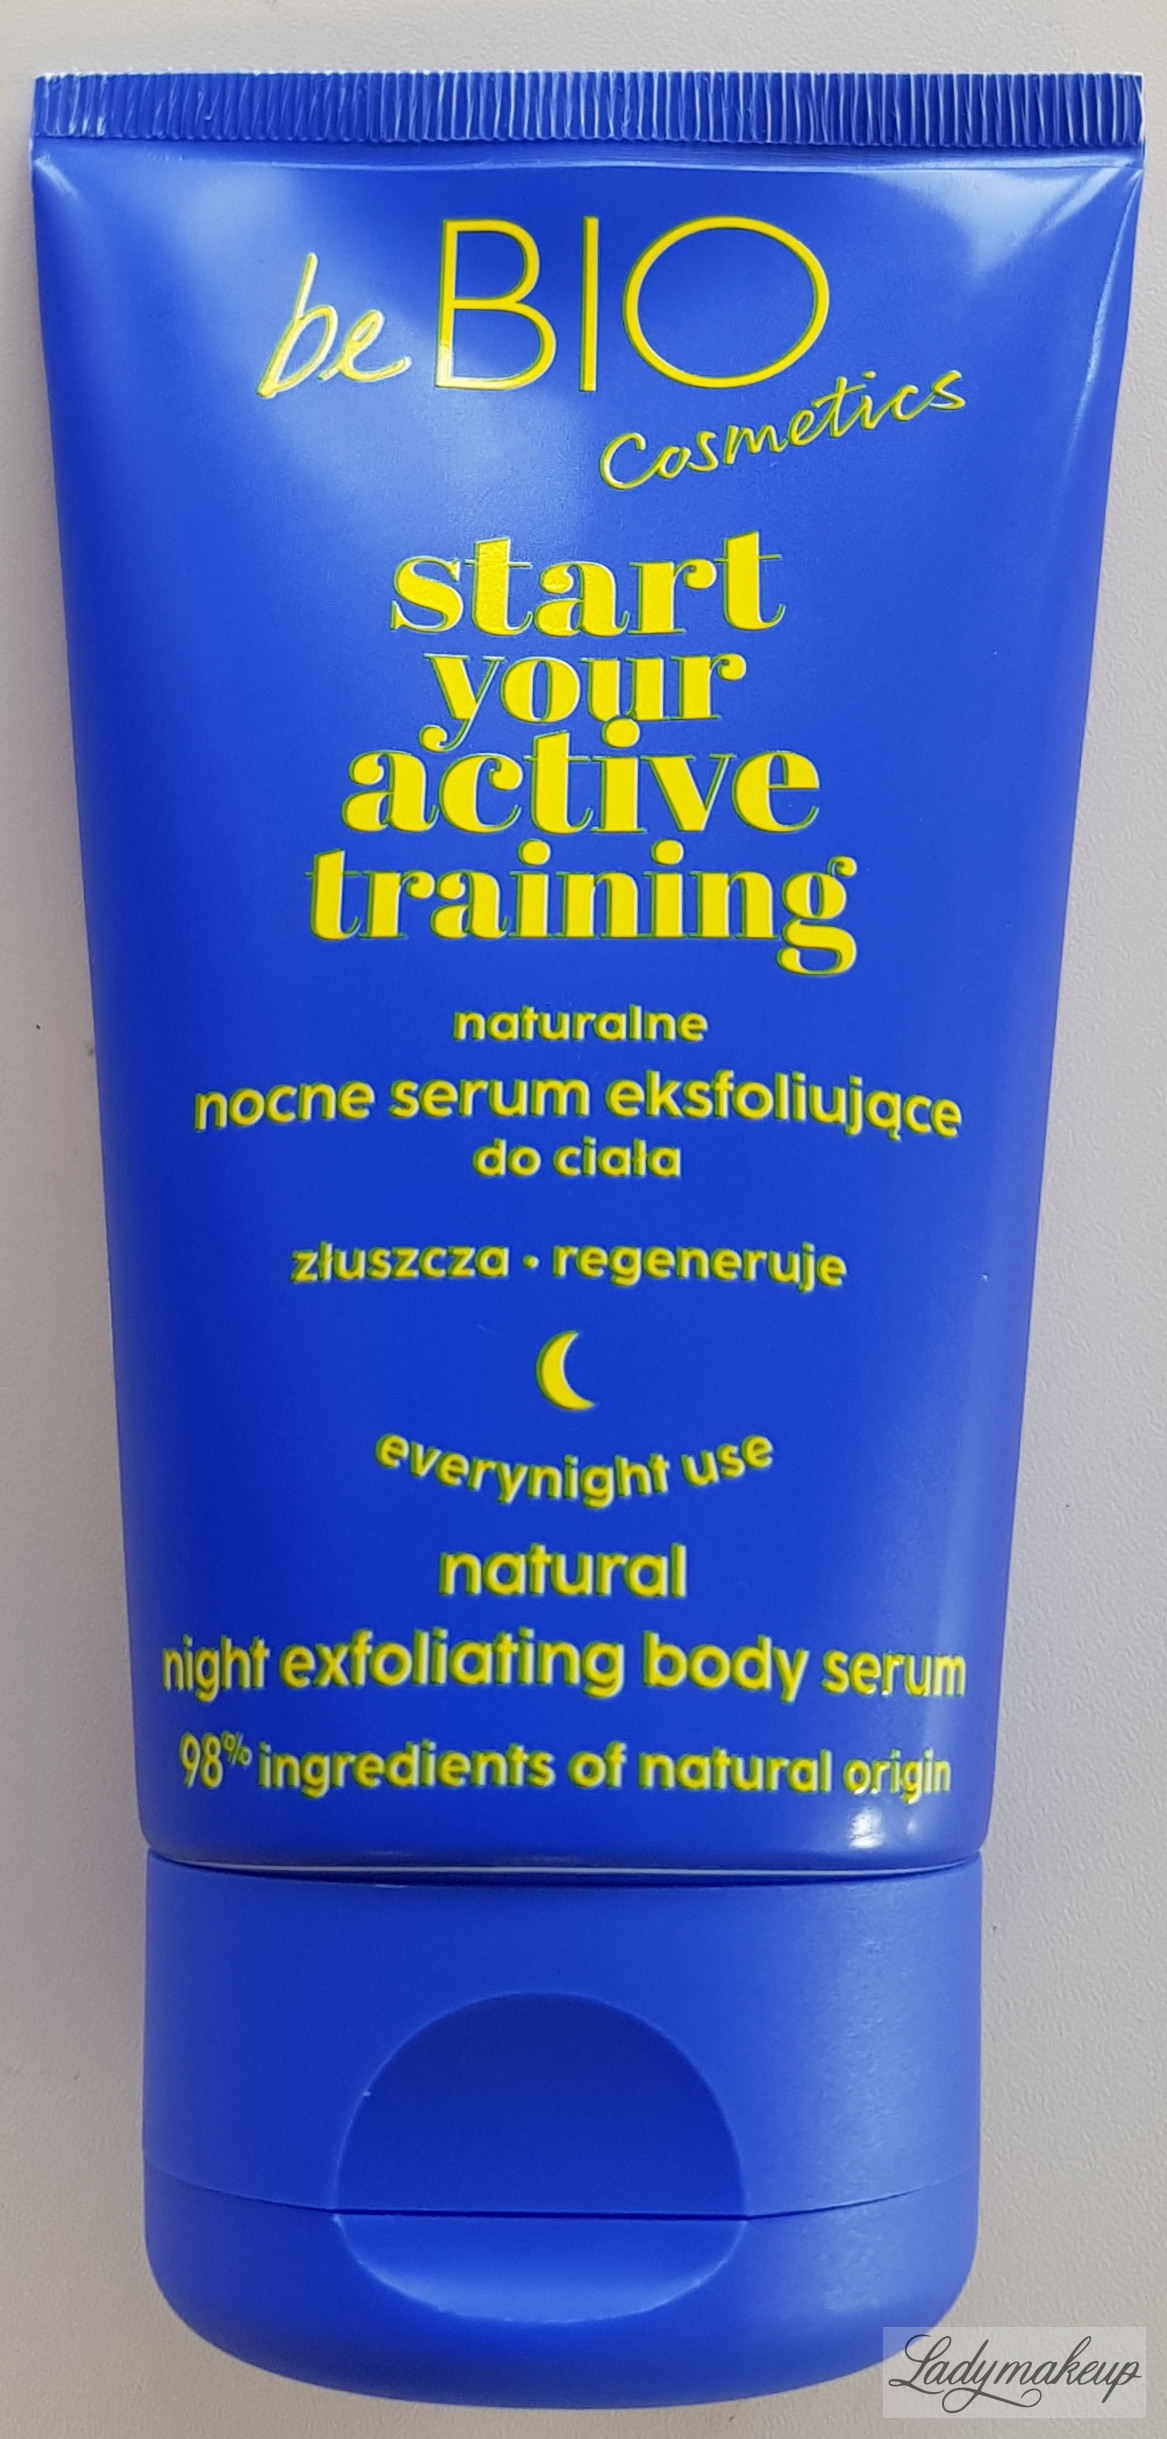 be BIO
cosmetics
start
your
active
training
naturalne
nocne serum eksfoliujące
do ciała
złuszcza • regeneruje
everynight use
natural
night exfoliating body serum
98% ingredients of natural origin
Ladymakeup